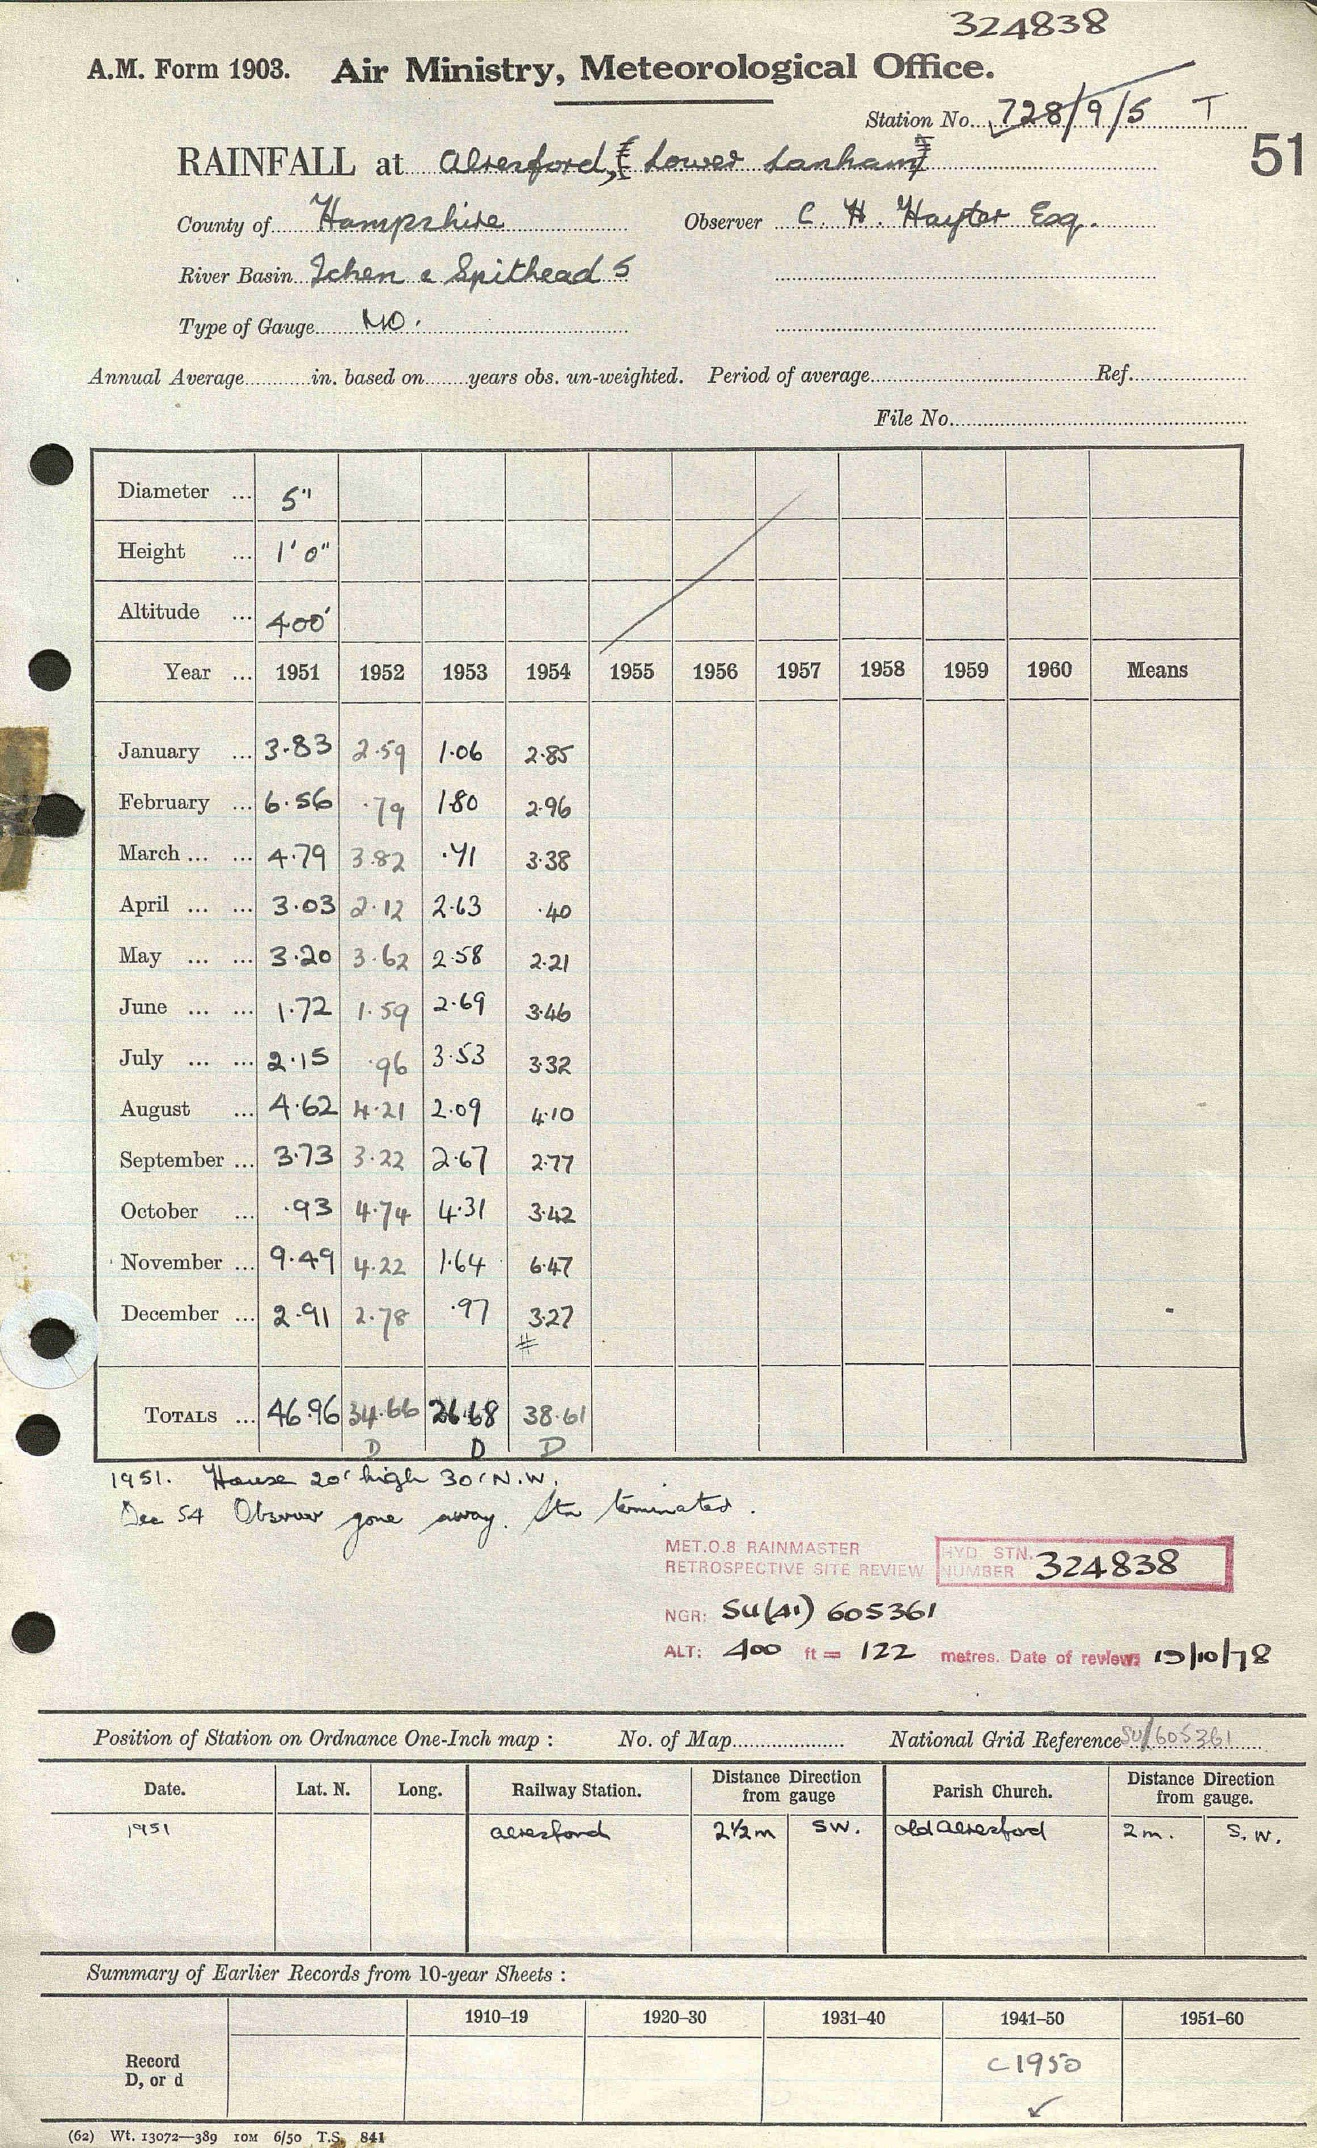 324838
A.M. Form 1903. Air Ministry, Meteorological Office.
Station No. 728/9/5 T
51
RAINFALL at Alresford, [Lower Lanham]
County of Hampshire Observer C. H. Hayter Esq.
River Basin Itchen & Spithead 5
Type of Gauge MO.
Annual Average in. based on years obs. un-weighted. Period of average Ref.
File No.
Diameter ... 5"
Height ... 1' 0"
Altitude ... 400'
Year ... 1951 1952 1953 1954 1955 1956 1957 1958 1959 1960 Means
January ... 3.83 2.59 1.06 2.85
February ... 6.56 .79 1.80 2.96
March ... ... 4.79 3.82 .71 3.38
April ... ... 3.03 2.12 2.63 .40
May ... ... 3.20 3.62 2.58 2.21
June ... ... 1.72 1.59 2.69 3.46
July ... ... 2.15 .96 3.53 3.32
August ... 4.62 4.21 2.09 4.10
September ... 3.73 3.22 2.67 2.77
October ... .93 4.74 4.31 3.42
November ... 9.49 4.22 1.64 6.47
December ... 2.91 2.78 .97 3.27
#
TOTALS ... 46.96 34.66 26.68 38.61
D D D
1951. House 20' high 30' N.W.
Dec 54 Observer gone away. Stn terminated.
MET.O.8 RAINMASTER
RETROSPECTIVE SITE REVIEW
HYD STN. NUMBER 324838
NGR: SU(41) 605361
ALT: 400 ft = 122 metres. Date of review: 19/10/78
Position of Station on Ordnance One-Inch map : No. of Map National Grid Reference SU/605361
Date. Lat. N. Long. Railway Station. Distance Direction from gauge Parish Church. Distance Direction from gauge.
1951 Alresford 2½m SW. Old Alresford 2 m. S.W.
Summary of Earlier Records from 10-year Sheets :
1910–19 1920–30 1931–40 1941–50 1951–60
Record
D, or d
c 1950
(62) Wt. 13072—389 10M 6/50 T.S. 841